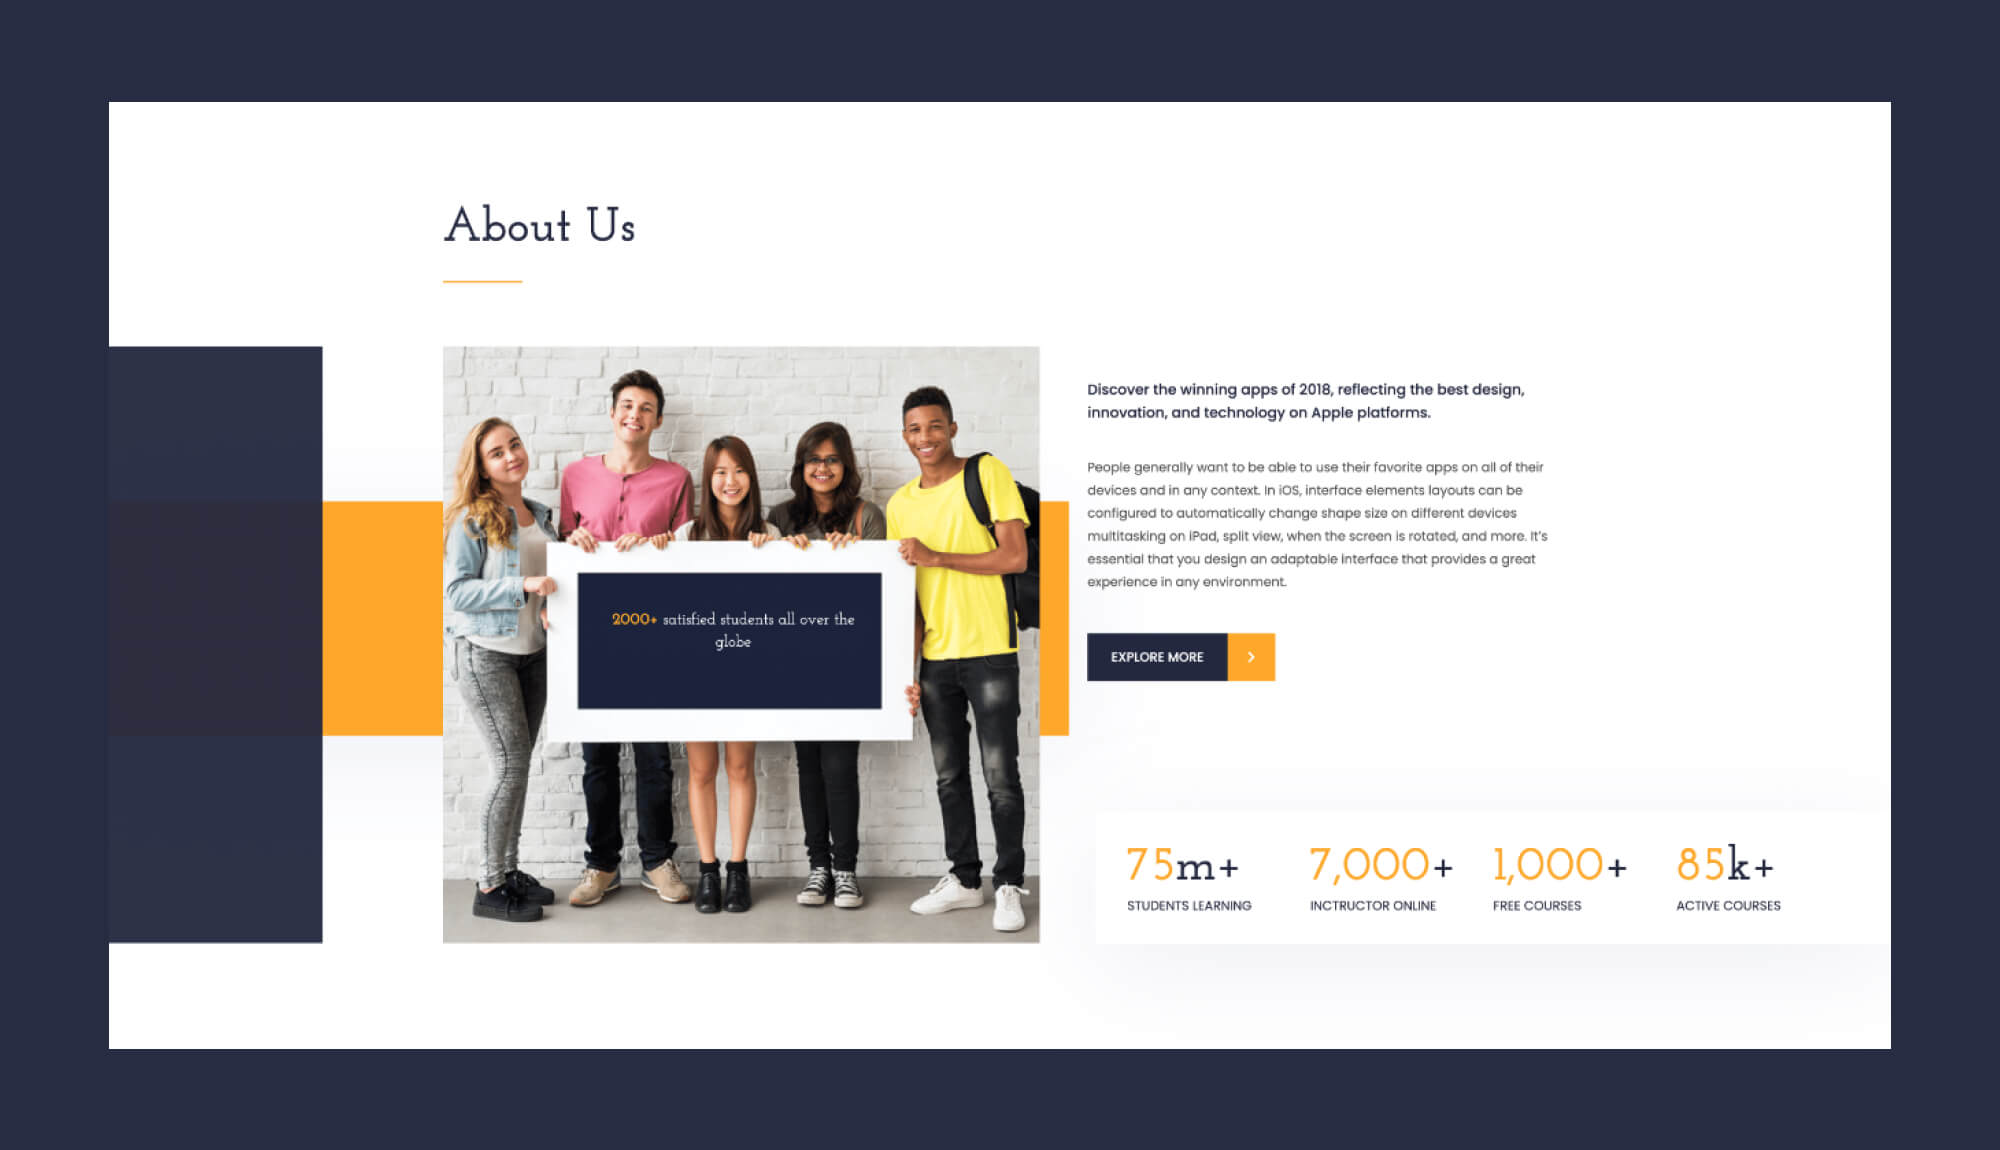 About Us
2000+ satisfied students all over the
globe
Discover the winning apps of 2018, reflecting the best design,
innovation, and technology on Apple platforms.
People generally want to be able to use their favorite apps on all of their
devices and in any context. In iOS, interface elements layouts can be
configured to automatically change shape size on different devices
multitasking on iPad, split view, when the screen is rotated, and more. It's
essential that you design an adaptable interface that provides a great
experience in any environment.
EXPLORE MORE
75m+ 7,000+ 1,000+ 85k+
STUDENTS LEARNING INCTRUCTOR ONLINE FREE COURSES ACTIVE COURSES